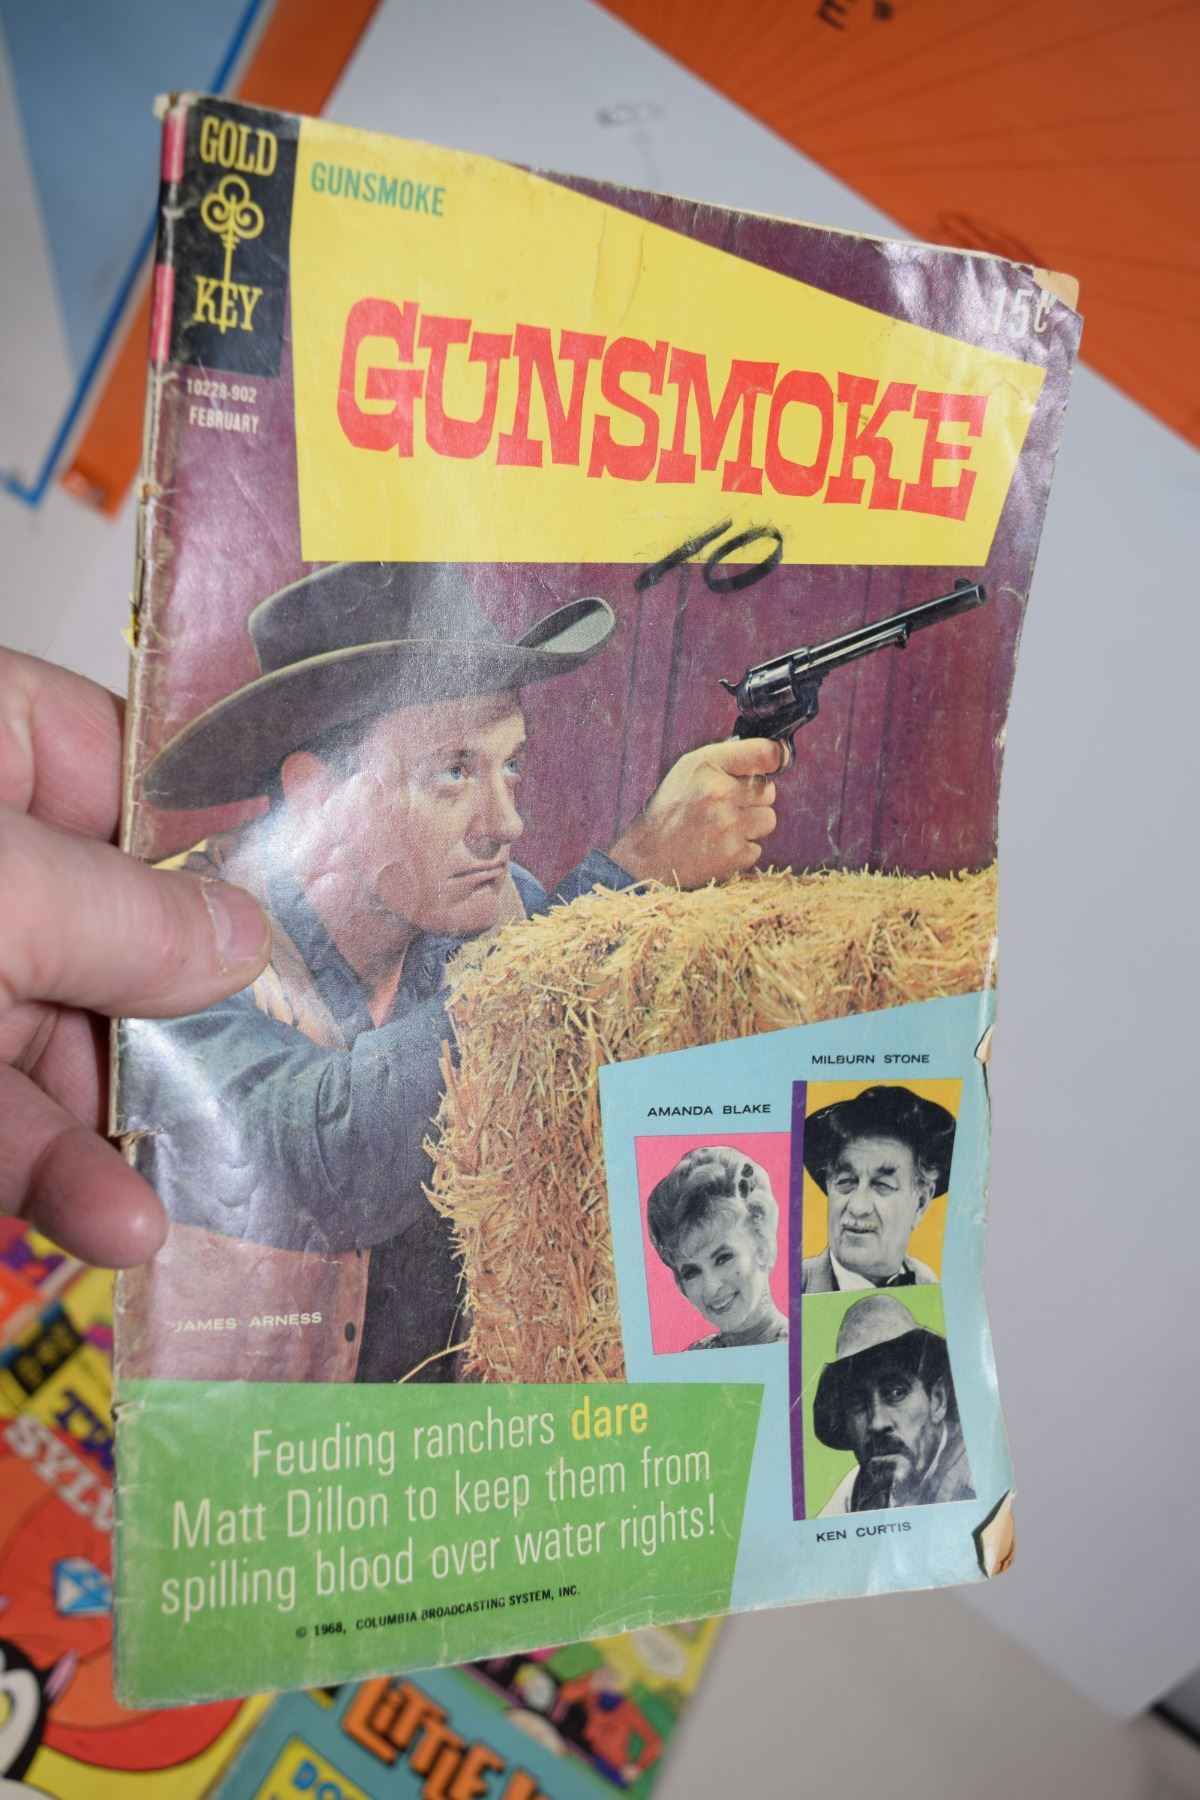 GOLD
KEY
GUNSMOKE
15¢
10228-902
FEBRUARY
GUNSMOKE
10
MILBURN STONE
AMANDA BLAKE
JAMES ARNESS
KEN CURTIS
Feuding ranchers dare
Matt Dillon to keep them from
spilling blood over water rights!
© 1968, COLUMBIA BROADCASTING SYSTEM, INC.
LITTLE